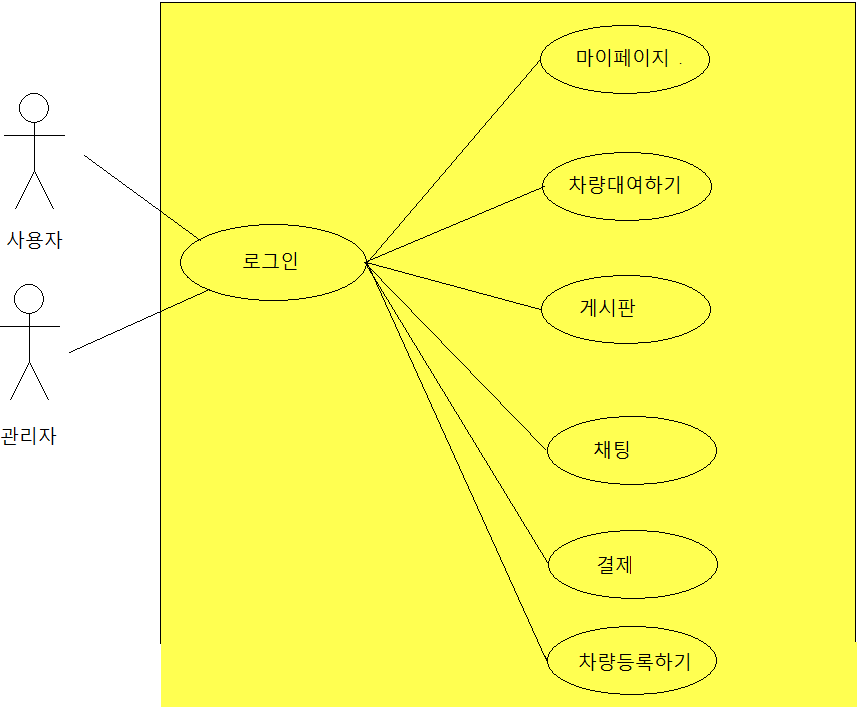 마이페이지 .
차량대여하기
사용자
로그인
게시판
관리자
채팅
결제
차량등록하기